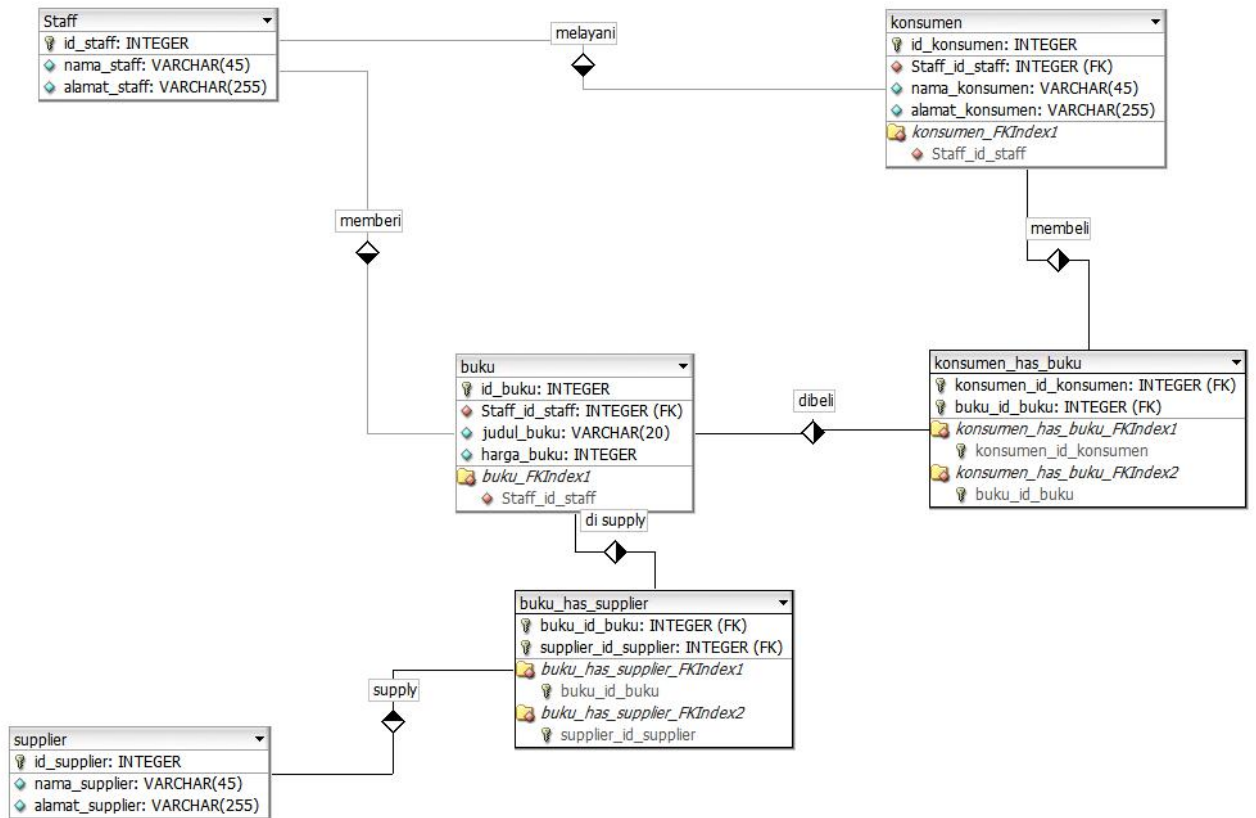 Staff
id_staff: INTEGER
nama_staff: VARCHAR(45)
alamat_staff: VARCHAR(255)
melayani
konsumen
id_konsumen: INTEGER
Staff_id_staff: INTEGER (FK)
nama_konsumen: VARCHAR(45)
alamat_konsumen: VARCHAR(255)
konsumen_FKIndex1
Staff_id_staff
memberi
membeli
buku
id_buku: INTEGER
Staff_id_staff: INTEGER (FK)
judul_buku: VARCHAR(20)
harga_buku: INTEGER
buku_FKIndex1
Staff_id_staff
dibeli
konsumen_has_buku
konsumen_id_konsumen: INTEGER (FK)
buku_id_buku: INTEGER (FK)
konsumen_has_buku_FKIndex1
konsumen_id_konsumen
konsumen_has_buku_FKIndex2
buku_id_buku
di supply
buku_has_supplier
buku_id_buku: INTEGER (FK)
supplier_id_supplier: INTEGER (FK)
buku_has_supplier_FKIndex1
buku_id_buku
buku_has_supplier_FKIndex2
supplier_id_supplier
supply
supplier
id_supplier: INTEGER
nama_supplier: VARCHAR(45)
alamat_supplier: VARCHAR(255)